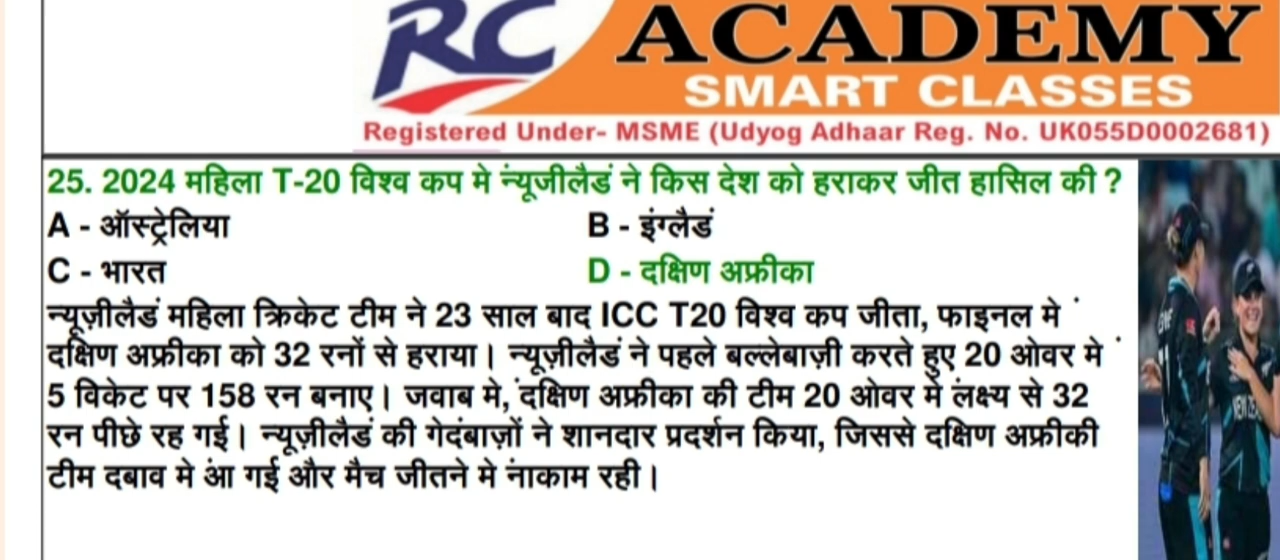 RC ACADEMY
SMART CLASSES
Registered Under- MSME (Udyog Adhaar Reg. No. UK055D0002681)
25. 2024 महिला T-20 विश्व कप मे न्ंयूजीलैडं ने किस देश को हराकर जीत हासिल की ?
A - ऑस्ट्रेलिया
B - इंग्लैडं
C - भारत
D - दक्षिण अफ्रीका
न्यूज़ीलैडं महिला क्रिकेट टीम ने 23 साल बाद ICC T20 विश्व कप जीता, फाइनल मे ं
दक्षिण अफ्रीका को 32 रनों से हराया। न्यूज़ीलैडं ने पहले बल्लेबाज़ी करते हुए 20 ओवर मे ं
5 विकेट पर 158 रन बनाए। जवाब मे,ं दक्षिण अफ्रीका की टीम 20 ओवर मे लंक्ष्य से 32
रन पीछे रह गई। न्यूज़ीलैडं की गेदंबाज़ों ने शानदार प्रदर्शन किया, जिससे दक्षिण अफ्रीकी
टीम दबाव मे आं गई और मैच जीतने मे नंाकाम रही।